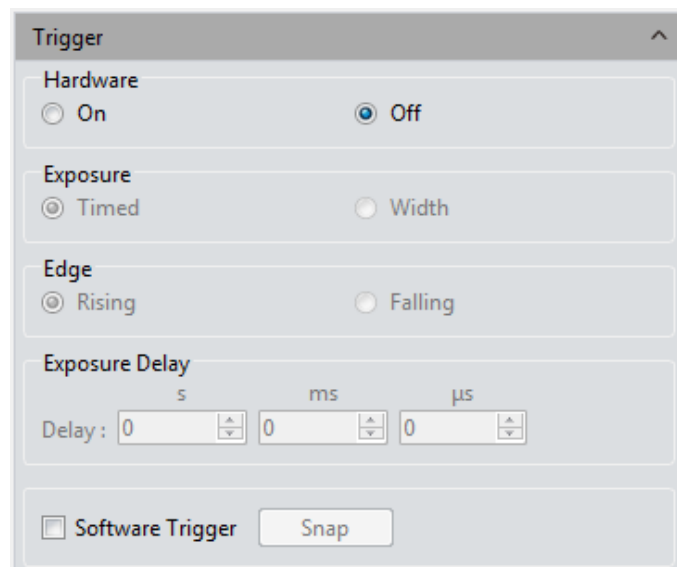 Trigger
Hardware
On Off
Exposure
Timed Width
Edge
Rising Falling
Exposure Delay
s ms µs
Delay : 0 0 0
Software Trigger Snap